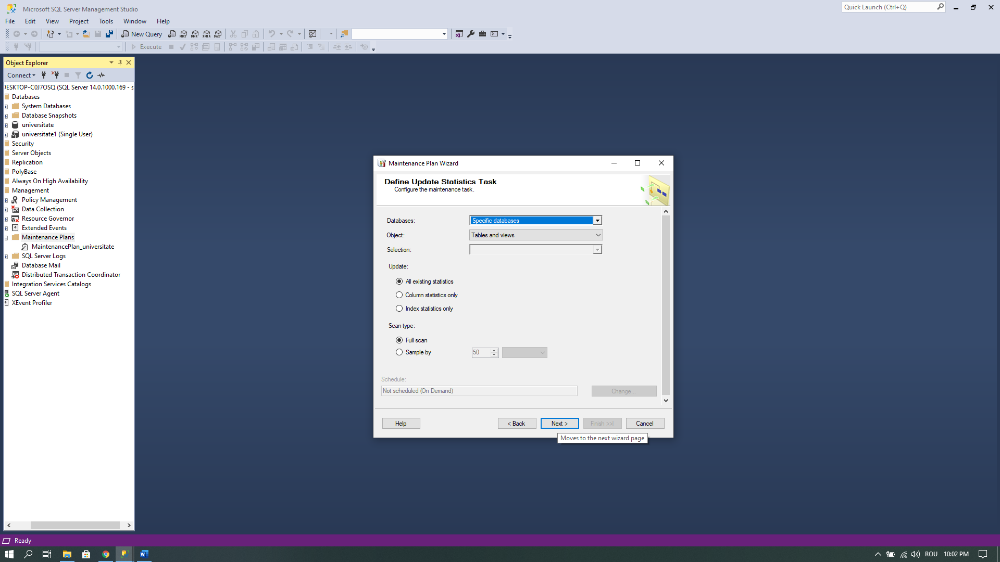 Microsoft SQL Server Management Studio
Quick Launch (Ctrl+Q)
File Edit View Project Tools Window Help
New Query MDX DMX XMLA DAX
Execute
Object Explorer
Connect
DESKTOP-C0J7OSQ (SQL Server 14.0.1000.169 - s
Databases
System Databases
Database Snapshots
universitate
universitate1 (Single User)
Security
Server Objects
Replication
PolyBase
Always On High Availability
Management
Policy Management
Data Collection
Resource Governor
Extended Events
Maintenance Plans
MaintenancePlan_universitate
SQL Server Logs
Database Mail
Distributed Transaction Coordinator
Integration Services Catalogs
SQL Server Agent
XEvent Profiler
Maintenance Plan Wizard
Define Update Statistics Task
Configure the maintenance task.
Databases: Specific databases
Object: Tables and views
Selection:
Update:
All existing statistics
Column statistics only
Index statistics only
Scan type:
Full scan
Sample by 50
Schedule:
Not scheduled (On Demand) Change...
Help < Back Next > Finish >>| Cancel
Moves to the next wizard page
Ready
ROU 10:02 PM